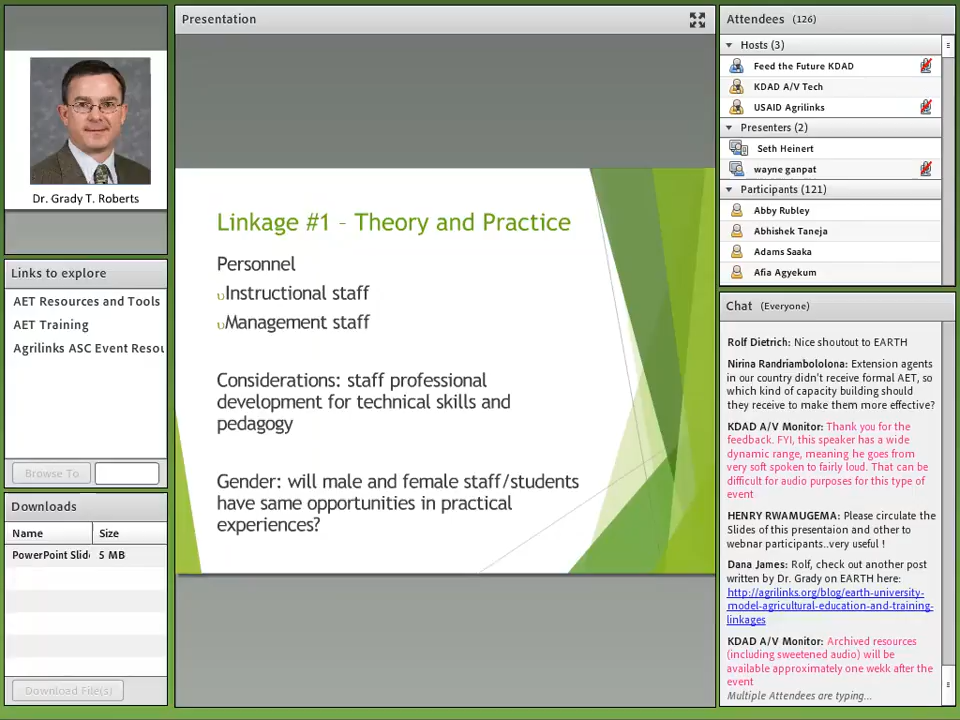 Dr. Grady T. Roberts
Links to explore
AET Resources and Tools
AET Training
Agrilinks ASC Event Resou
Browse To
Downloads
Name Size
PowerPoint Slid 5 MB
Download File(s)
Presentation
Linkage #1 – Theory and Practice
Personnel
υInstructional staff
υManagement staff
Considerations: staff professional
development for technical skills and
pedagogy
Gender: will male and female staff/students
have same opportunities in practical
experiences?
Attendees (126)
Hosts (3)
Feed the Future KDAD
KDAD A/V Tech
USAID Agrilinks
Presenters (2)
Seth Heinert
wayne ganpat
Participants (121)
Abby Rubley
Abhishek Taneja
Adams Saaka
Afia Agyekum
Chat (Everyone)
Rolf Dietrich: Nice shoutout to EARTH
Nirina Randriambololona: Extension agents
in our country didn't receive formal AET, so
which kind of capacity building should
they receive to make them more effective?
KDAD A/V Monitor: Thank you for the
feedback. FYI, this speaker has a wide
dynamic range, meaning he goes from
very soft spoken to fairly loud. That can be
difficult for audio purposes for this type of
event
HENRY RWAMUGEMA: Please circulate the
Slides of this presentaion and other to
webnar participants..very useful !
Dana James: Rolf, check out another post
written by Dr. Grady on EARTH here:
http://agrilinks.org/blog/earth-university-
model-agricultural-education-and-training-
linkages
KDAD A/V Monitor: Archived resources
(including sweetened audio) will be
available approximately one wekk after the
event
Multiple Attendees are typing...